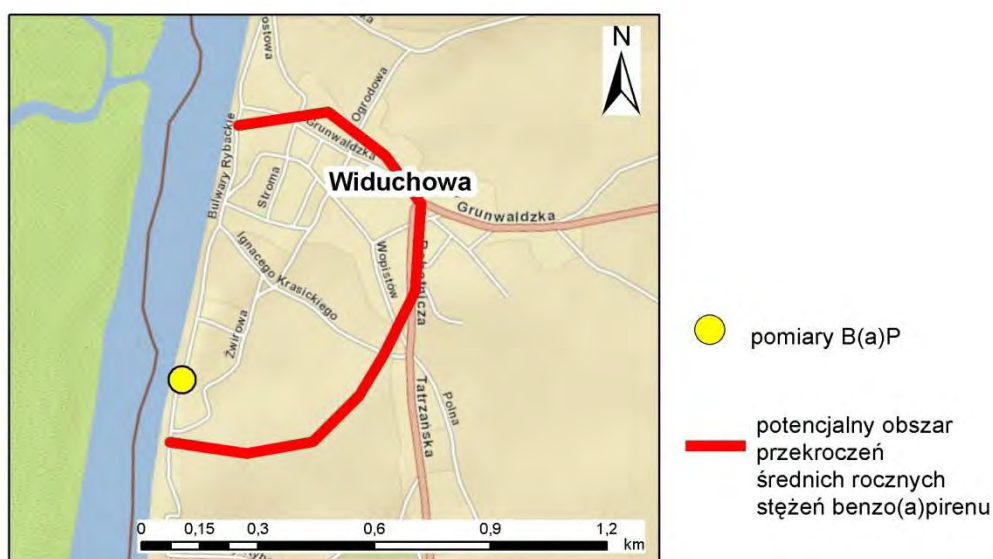 N
Ogrodowa
Grunwaldzka
Bulwary Rybackie
Stroma
Widuchowa
Grunwaldzka
Ignacego Krasickiego
Wopistów
Żwirowa
Tatrzańska
Polna
0 0,15 0,3 0,6 0,9 1,2
km
pomiary B(a)P
potencjalny obszar
przekroczeń
średnich rocznych
stężeń benzo(a)pirenu